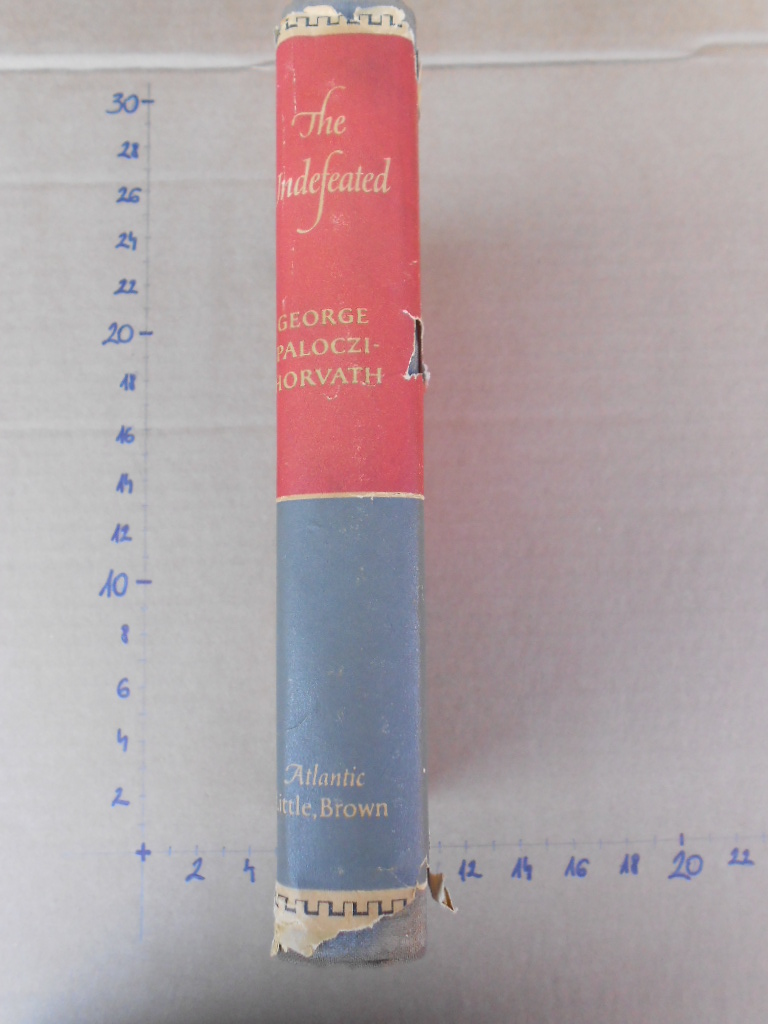 The
Undefeated
GEORGE
PALOCZI-
HORVATH
Atlantic
Little, Brown
30
28
26
24
22
20
18
16
14
12
10
8
6
4
2
2 4 12 14 16 18 20 22